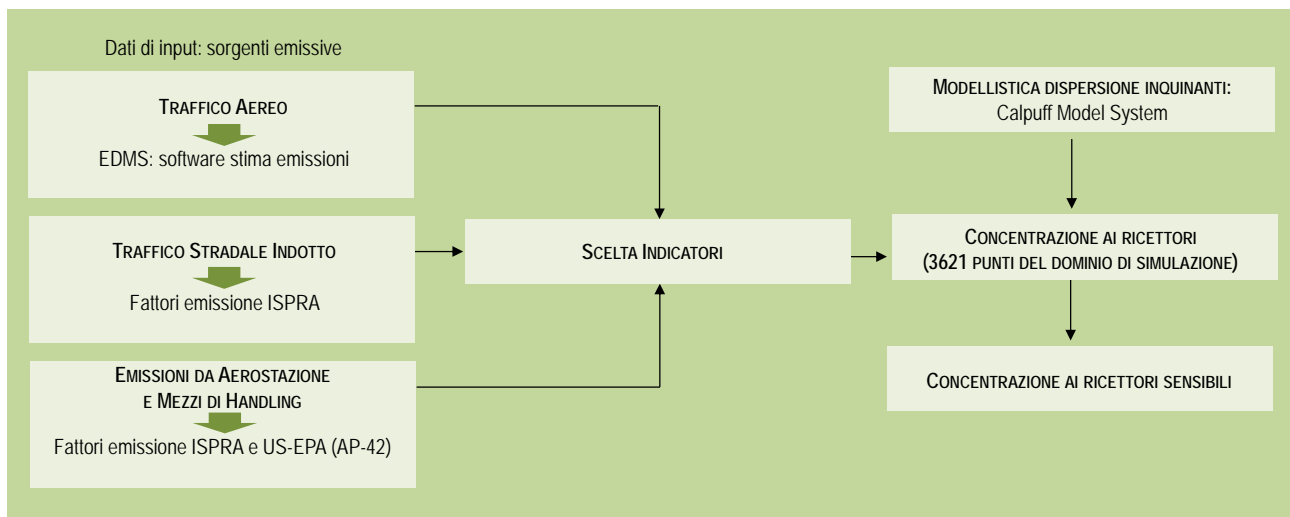 Dati di input: sorgenti emissive
TRAFFICO AEREO
EDMS: software stima emissioni
TRAFFICO STRADALE INDOTTO
Fattori emissione ISPRA
EMISSIONI DA AEROSTAZIONE
E MEZZI DI HANDLING
Fattori emissione ISPRA e US-EPA (AP-42)
SCELTA INDICATORI
MODELLISTICA DISPERSIONE INQUINANTI:
Calpuff Model System
CONCENTRAZIONE AI RICETTORI
(3621 PUNTI DEL DOMINIO DI SIMULAZIONE)
CONCENTRAZIONE AI RICETTORI SENSIBILI